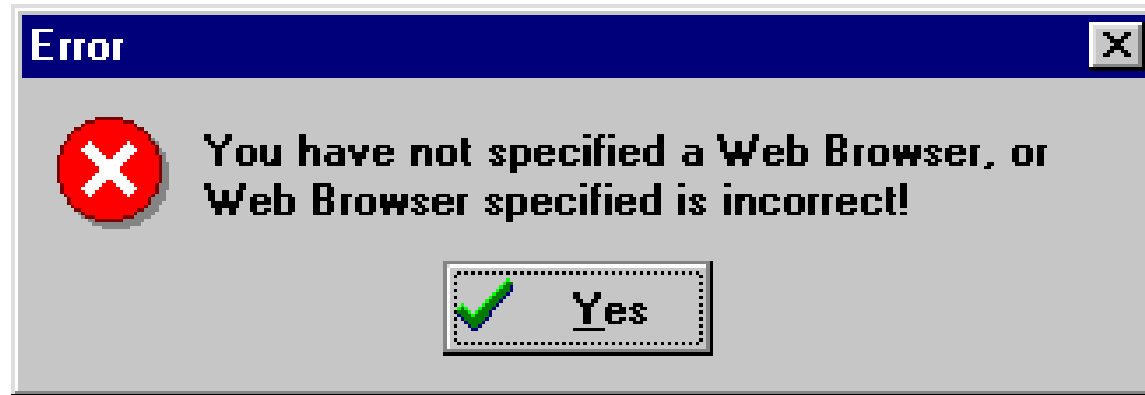 Error
You have not specified a Web Browser, or
Web Browser specified is incorrect!
Yes